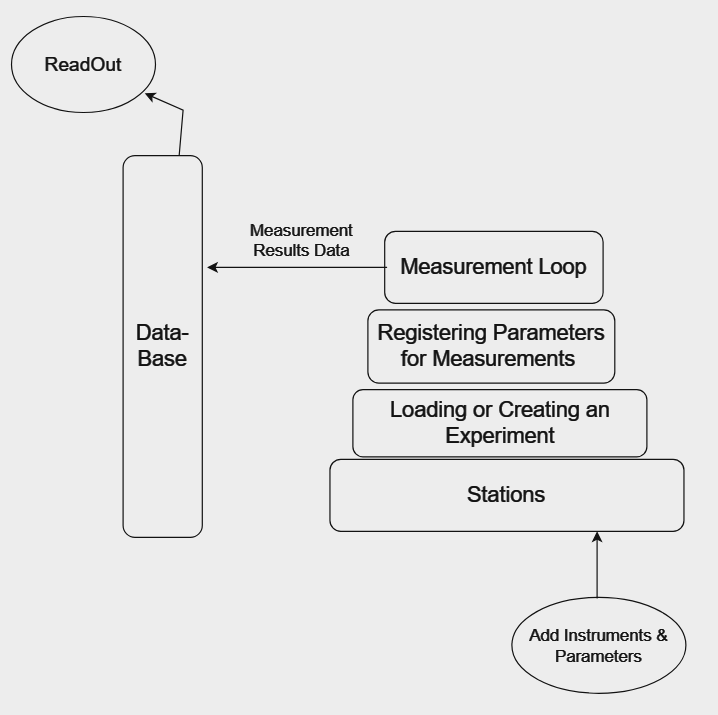 ReadOut
Measurement
Results Data
Measurement Loop
Data-
Base
Registering Parameters
for Measurements
Loading or Creating an
Experiment
Stations
Add Instruments &
Parameters